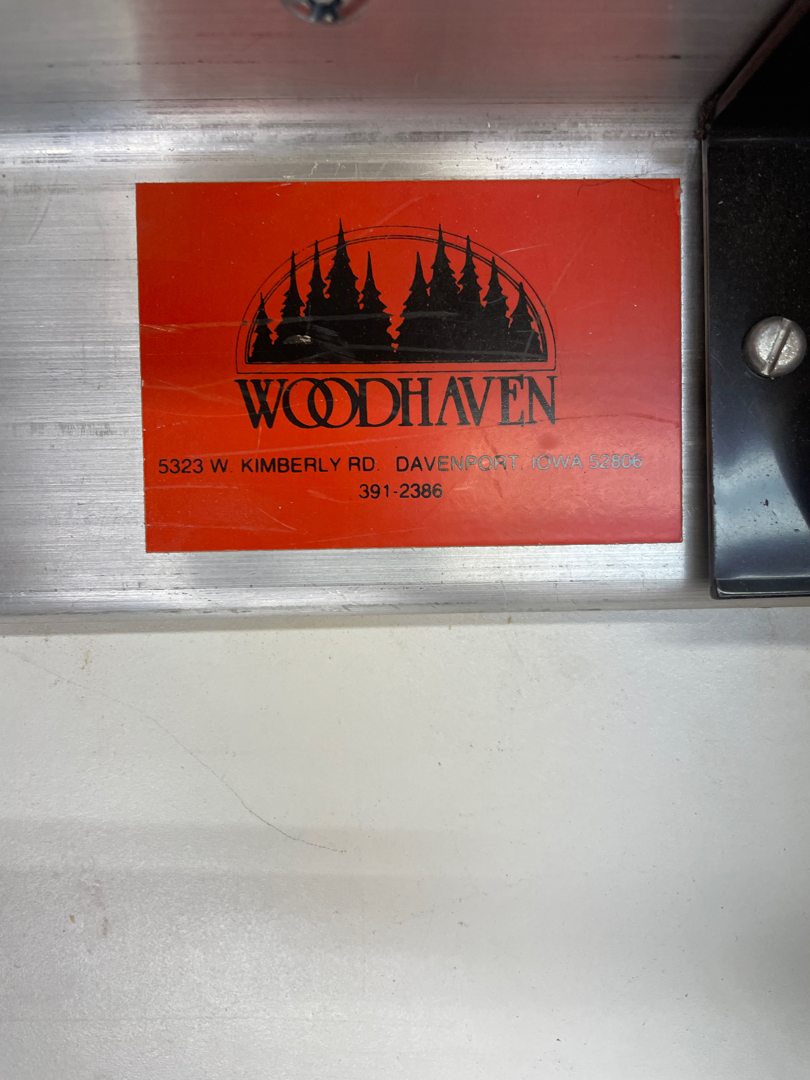 WOODHAVEN
5323 W. KIMBERLY RD. DAVENPORT, IOWA 52806
391-2386